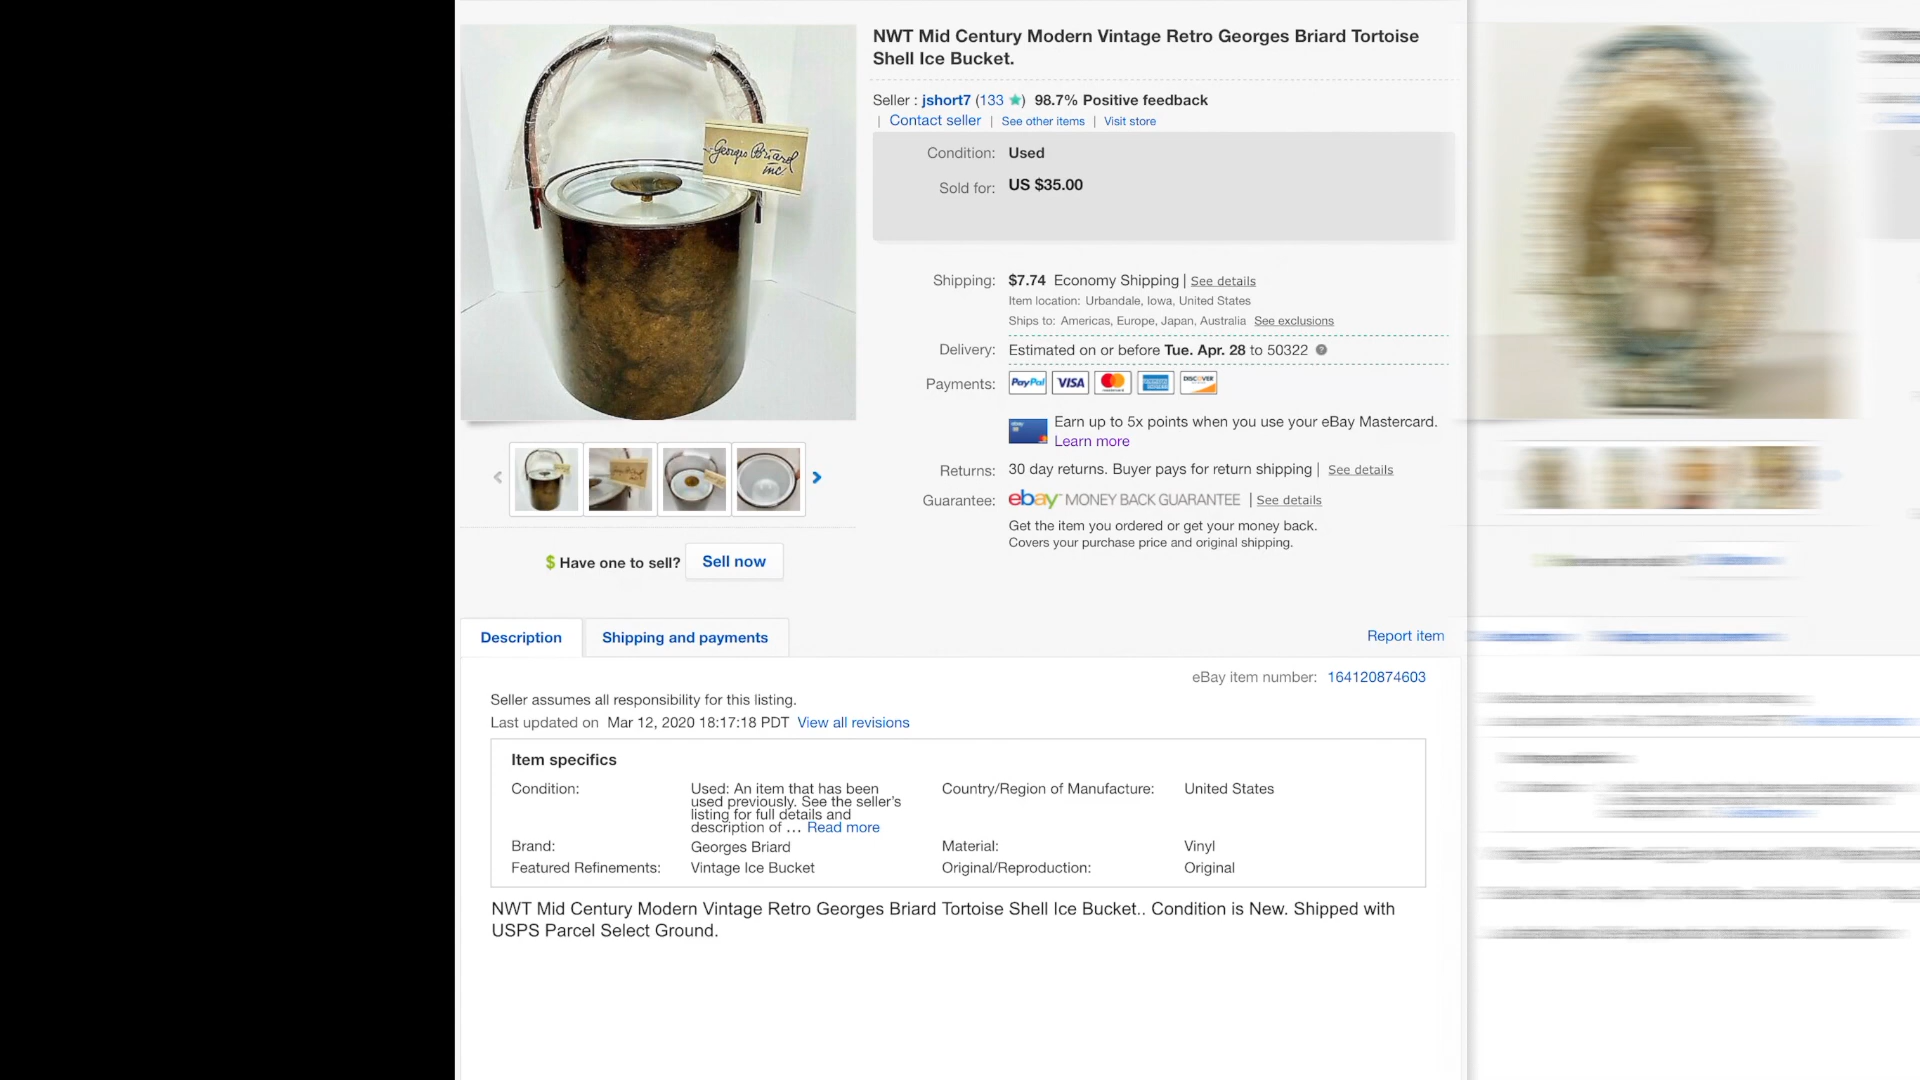 NWT Mid Century Modern Vintage Retro Georges Briard Tortoise
Shell Ice Bucket.
Seller : jshort7 (133 ★) 98.7% Positive feedback
| Contact seller | See other items | Visit store
Condition: Used
Sold for: US $35.00
Georges Briard
inc
Shipping: $7.74 Economy Shipping | See details
Item location: Urbandale, Iowa, United States
Ships to: Americas, Europe, Japan, Australia See exclusions
Delivery: Estimated on or before Tue. Apr. 28 to 50322 ?
Payments: PayPal VISA mastercard AMERICAN EXPRESS DISCOVER
Earn up to 5x points when you use your eBay Mastercard.
Learn more
Returns: 30 day returns. Buyer pays for return shipping | See details
Guarantee: ebay MONEY BACK GUARANTEE | See details
Get the item you ordered or get your money back.
Covers your purchase price and original shipping.
$ Have one to sell? Sell now
Description Shipping and payments Report item
eBay item number: 164120874603
Seller assumes all responsibility for this listing.
Last updated on Mar 12, 2020 18:17:18 PDT View all revisions
Item specifics
Condition: Used: An item that has been
used previously. See the seller's
listing for full details and
description of ... Read more
Country/Region of Manufacture: United States
Brand: Georges Briard Material: Vinyl
Featured Refinements: Vintage Ice Bucket Original/Reproduction: Original
NWT Mid Century Modern Vintage Retro Georges Briard Tortoise Shell Ice Bucket.. Condition is New. Shipped with
USPS Parcel Select Ground.